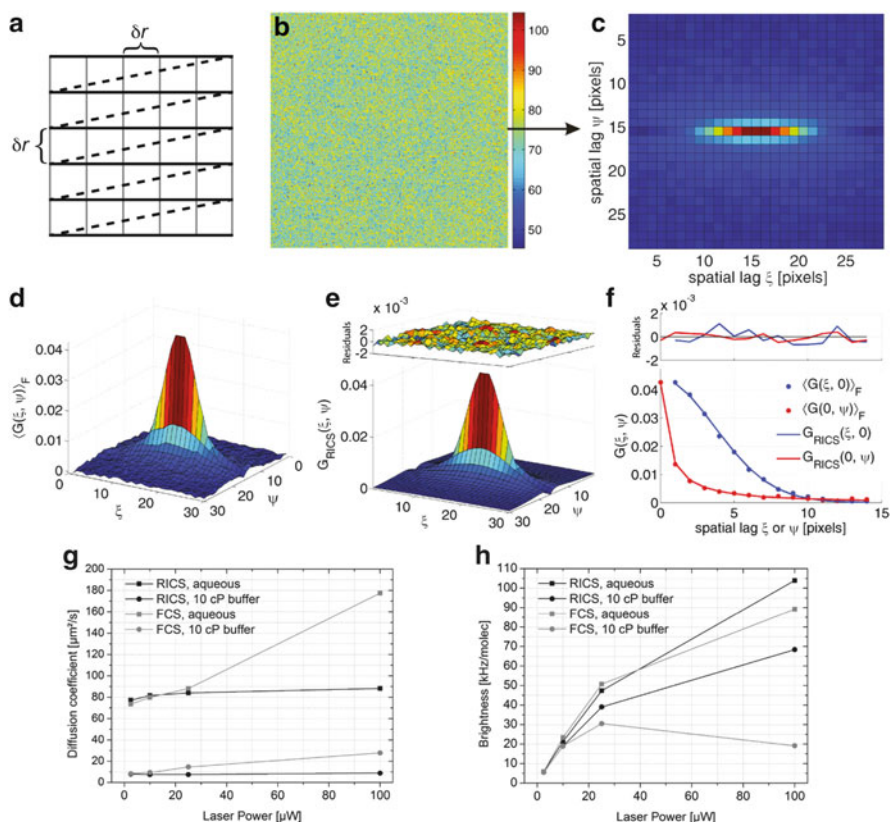 a
δr
δr
b
100
90
80
70
60
50
c
spatial lag ψ [pixels]
5
10
15
20
25
5 10 15 20 25
spatial lag ξ [pixels]
d
⟨G(ξ, ψ)⟩F
0.04
0.03
0.02
0.01
0
0
10
20
30
ξ
30
20
10
0
ψ
e
x 10⁻³
Residuals
2
0
-2
G RICS (ξ, ψ)
0.04
0.02
0
0
10
20
30
ξ
30
20
10
0
ψ
f
x 10⁻³
Residuals
2
0
-2
G(ξ, ψ)
0.04
0.03
0.02
0.01
0
⟨G(ξ, 0)⟩F
⟨G(0, ψ)⟩F
G RICS (ξ, 0)
G RICS (0, ψ)
0 5 10 15
spatial lag ξ or ψ [pixels]
g
Diffusion coefficient [µm²/s]
200
180
160
140
120
100
80
60
40
20
0
RICS, aqueous
RICS, 10 cP buffer
FCS, aqueous
FCS, 10 cP buffer
0 20 40 60 80 100
Laser Power [µW]
h
Brightness [kHz/molec]
110
100
90
80
70
60
50
40
30
20
10
0
RICS, aqueous
RICS, 10 cP buffer
FCS, aqueous
FCS, 10 cP buffer
0 20 40 60 80 100
Laser Power [µW]